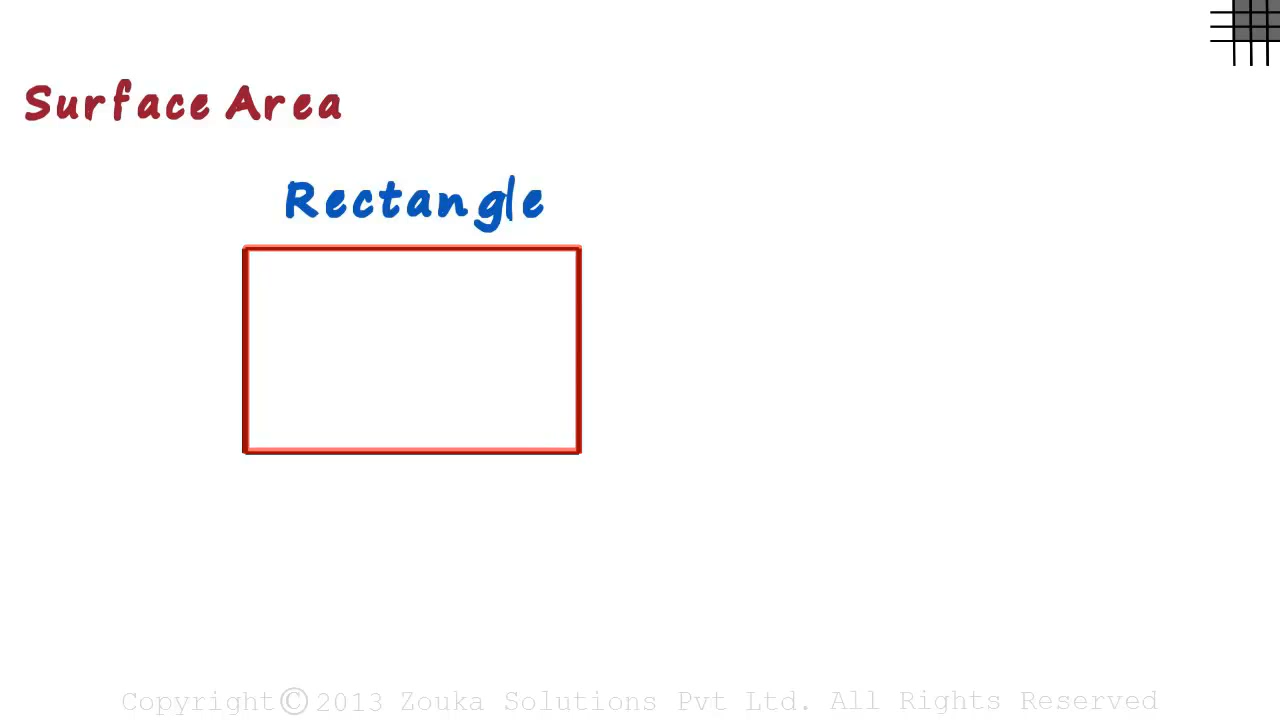 Surface Area
Rectangle
Copyright © 2013 Zouka Solutions Pvt Ltd. All Rights Reserved